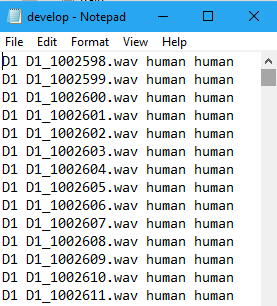 develop - Notepad
File Edit Format View Help
D1 D1_1002598.wav human human
D1 D1_1002599.wav human human
D1 D1_1002600.wav human human
D1 D1_1002601.wav human human
D1 D1_1002602.wav human human
D1 D1_1002603.wav human human
D1 D1_1002604.wav human human
D1 D1_1002605.wav human human
D1 D1_1002606.wav human human
D1 D1_1002607.wav human human
D1 D1_1002608.wav human human
D1 D1_1002609.wav human human
D1 D1_1002610.wav human human
D1 D1_1002611.wav human human